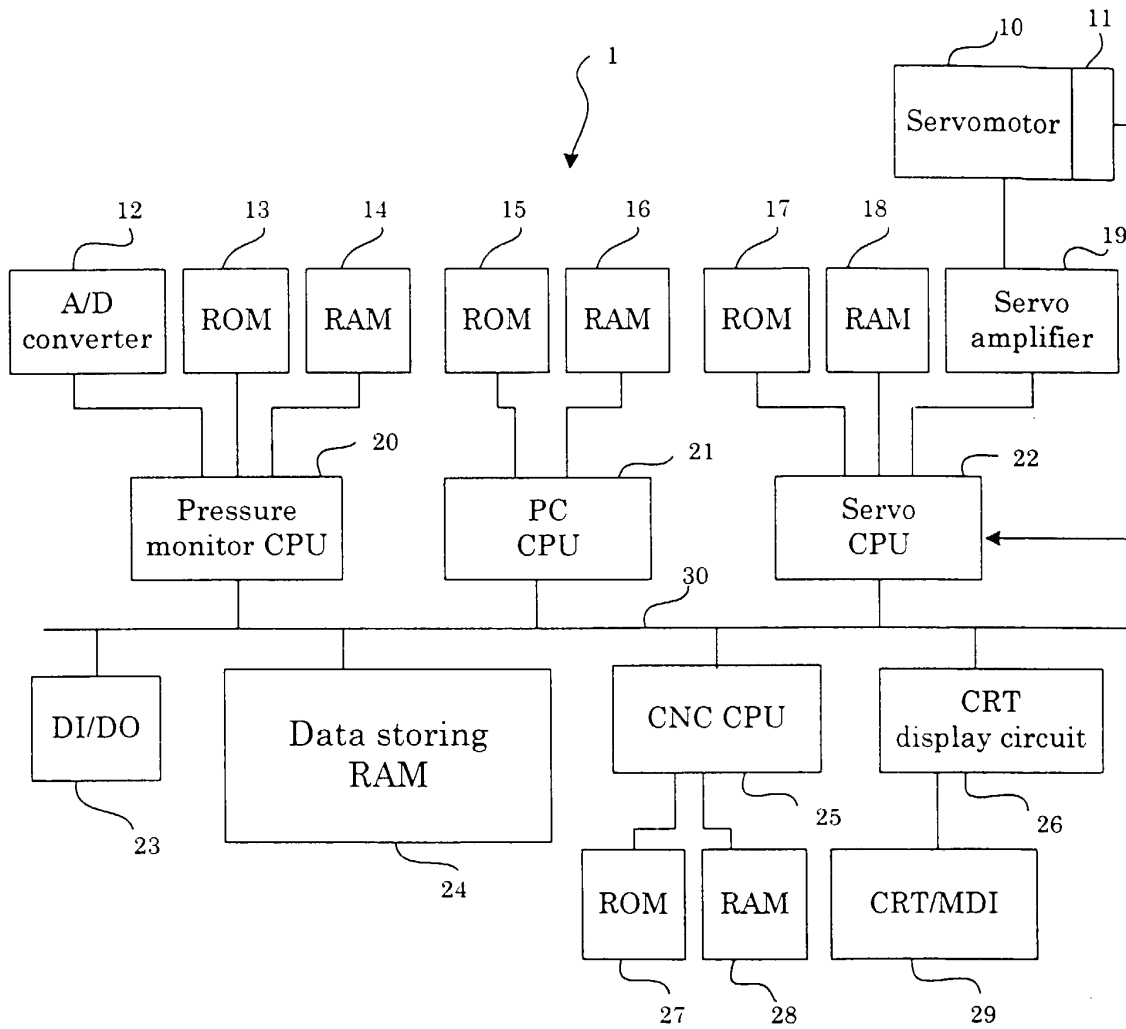 1
10
11
Servomotor
12
13
14
15
16
17
18
19
A/D
converter
ROM
RAM
ROM
RAM
ROM
RAM
Servo
amplifier
20
21
22
Pressure
monitor CPU
PC
CPU
Servo
CPU
30
DI/DO
Data storing
RAM
CNC CPU
CRT
display circuit
23
24
25
26
ROM
RAM
CRT/MDI
27
28
29